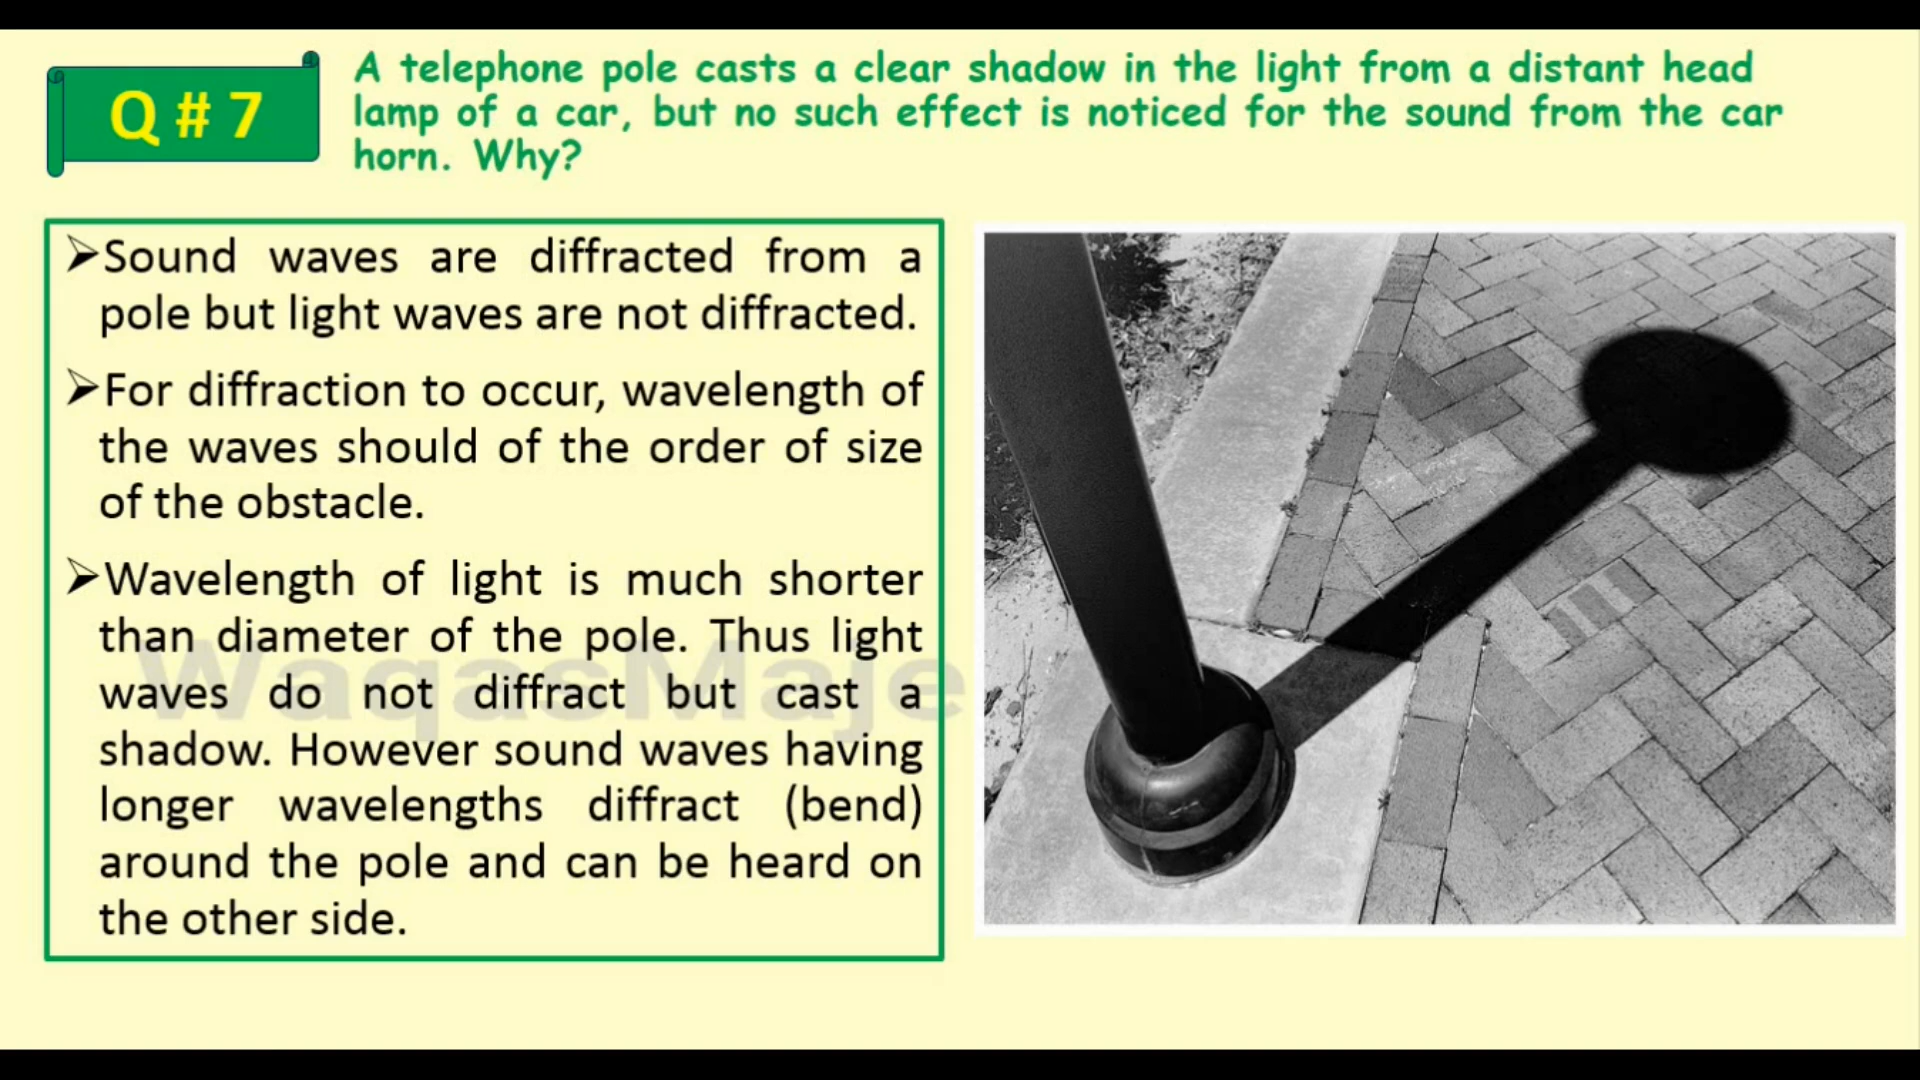 Q # 7
A telephone pole casts a clear shadow in the light from a distant head
lamp of a car, but no such effect is noticed for the sound from the car
horn. Why?
➢Sound waves are diffracted from a
pole but light waves are not diffracted.
➢For diffraction to occur, wavelength of
the waves should of the order of size
of the obstacle.
➢Wavelength of light is much shorter
than diameter of the pole. Thus light
waves do not diffract but cast a
shadow. However sound waves having
longer wavelengths diffract (bend)
around the pole and can be heard on
the other side.
WaqasMaje